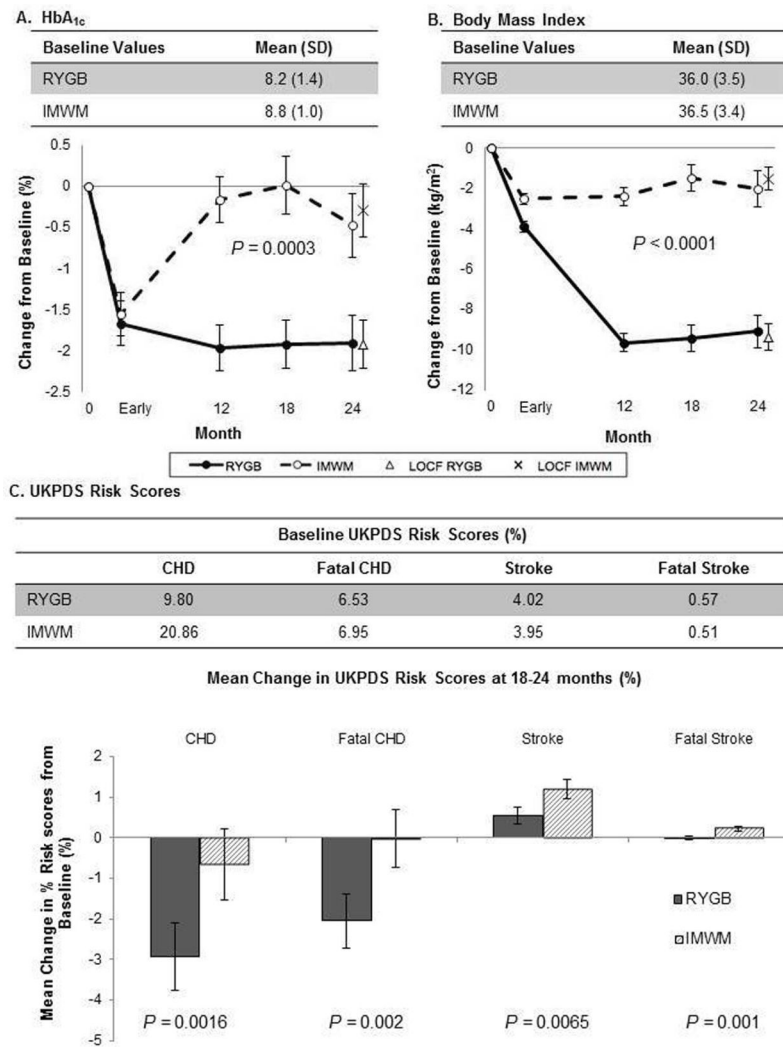 A. HbA1c
Baseline Values Mean (SD)
RYGB 8.2 (1.4)
IMWM 8.8 (1.0)
0.5
0
-0.5
-1
-1.5
-2
-2.5
Change from Baseline (%)
P = 0.0003
0 Early 12 18 24
Month
B. Body Mass Index
Baseline Values Mean (SD)
RYGB 36.0 (3.5)
IMWM 36.5 (3.4)
0
-2
-4
-6
-8
-10
-12
Change from Baseline (kg/m²)
P < 0.0001
0 Early 12 18 24
Month
RYGB IMWM LOCF RYGB LOCF IMWM
C. UKPDS Risk Scores
Baseline UKPDS Risk Scores (%)
CHD Fatal CHD Stroke Fatal Stroke
RYGB 9.80 6.53 4.02 0.57
IMWM 20.86 6.95 3.95 0.51
Mean Change in UKPDS Risk Scores at 18-24 months (%)
CHD Fatal CHD Stroke Fatal Stroke
2
1
0
-1
-2
-3
-4
-5
Mean Change in % Risk scores from
Baseline (%)
RYGB
IMWM
P = 0.0016 P = 0.002 P = 0.0065 P = 0.001